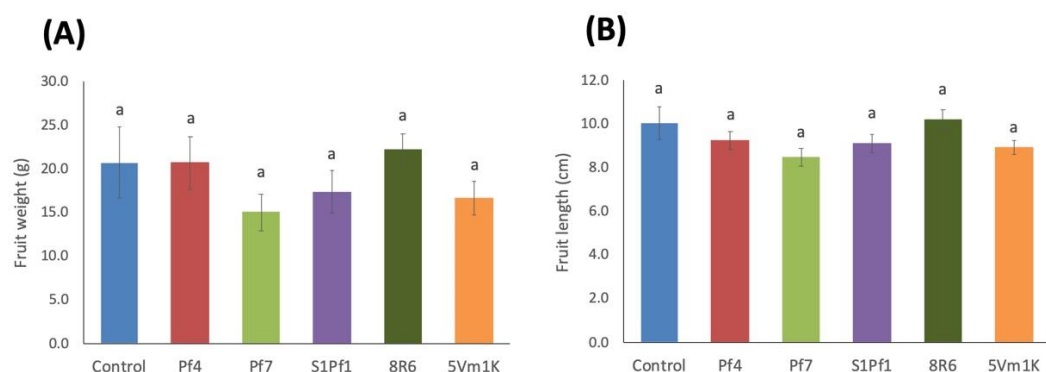 (A)
30.0
25.0
20.0
15.0
10.0
5.0
0.0
Fruit weight (g)
a a a a a a
Control Pf4 Pf7 S1Pf1 8R6 5Vm1K
(B)
12.0
10.0
8.0
6.0
4.0
2.0
0.0
Fruit length (cm)
a a a a a a
Control Pf4 Pf7 S1Pf1 8R6 5Vm1K